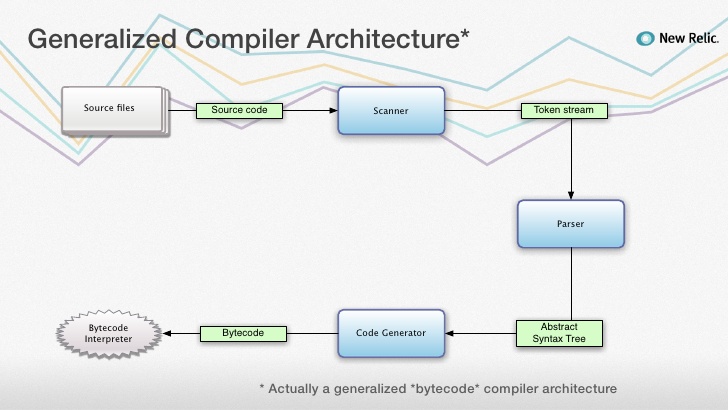 Generalized Compiler Architecture*
New Relic.
Source files
Source code
Scanner
Token stream
Parser
Bytecode
Interpreter
Bytecode
Code Generator
Abstract
Syntax Tree
* Actually a generalized *bytecode* compiler architecture